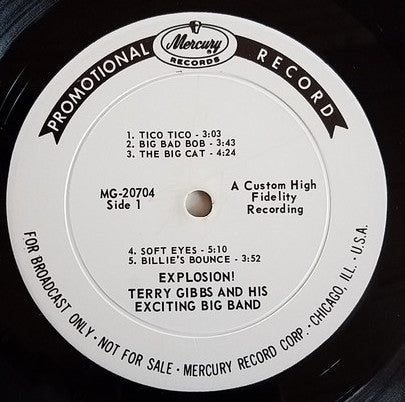 PROMOTIONAL RECORD
Mercury
RECORDS
1. TICO TICO - 3:03
2. BIG BAD BOB - 3:43
3. THE BIG CAT - 4:24
MG-20704
Side 1
A Custom High
Fidelity
Recording
4. SOFT EYES - 5:10
5. BILLIE'S BOUNCE - 3:52
EXPLOSION!
TERRY GIBBS AND HIS
EXCITING BIG BAND
FOR BROADCAST ONLY · NOT FOR SALE · MERCURY RECORD CORP. · CHICAGO, ILL. · U.S.A.